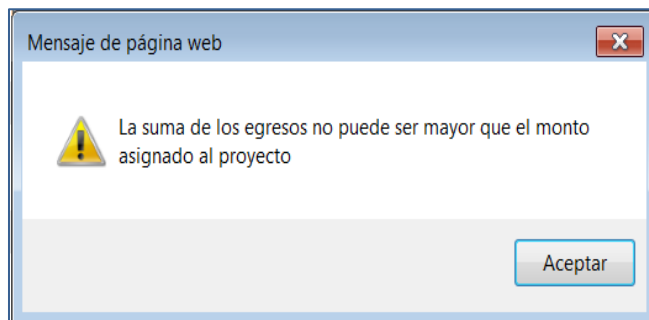 Mensaje de página web
La suma de los egresos no puede ser mayor que el monto
asignado al proyecto
Aceptar